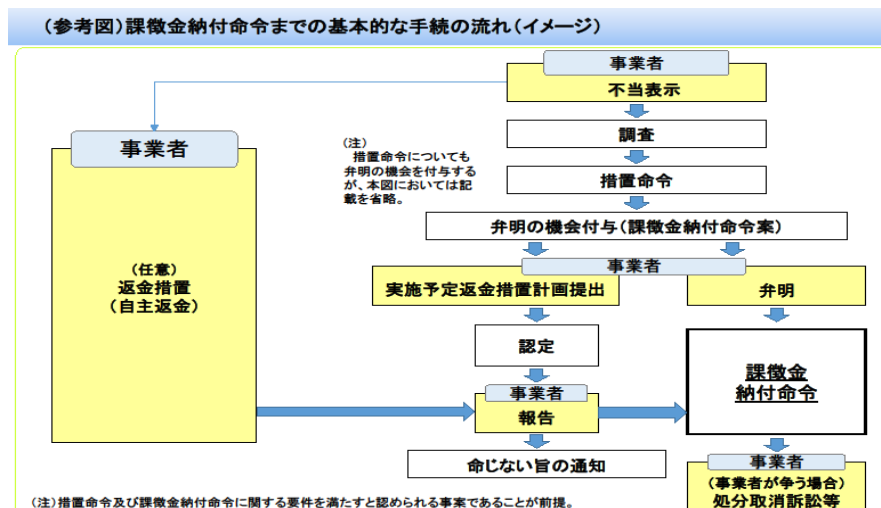 (参考図)課徴金納付命令までの基本的な手続の流れ(イメージ)
事業者
不当表示
調査
措置命令
(注)
措置命令についても
弁明の機会を付与する
が、本図においては記
載を省略。
弁明の機会付与(課徴金納付命令案)
事業者
(任意)
返金措置
(自主返金)
事業者
実施予定返金措置計画提出
弁明
認定
事業者
報告
課徴金
納付命令
命じない旨の通知
事業者
(事業者が争う場合)
処分取消訴訟等
(注)措置命令及び課徴金納付命令に関する要件を満たすと認められる事案であることが前提。